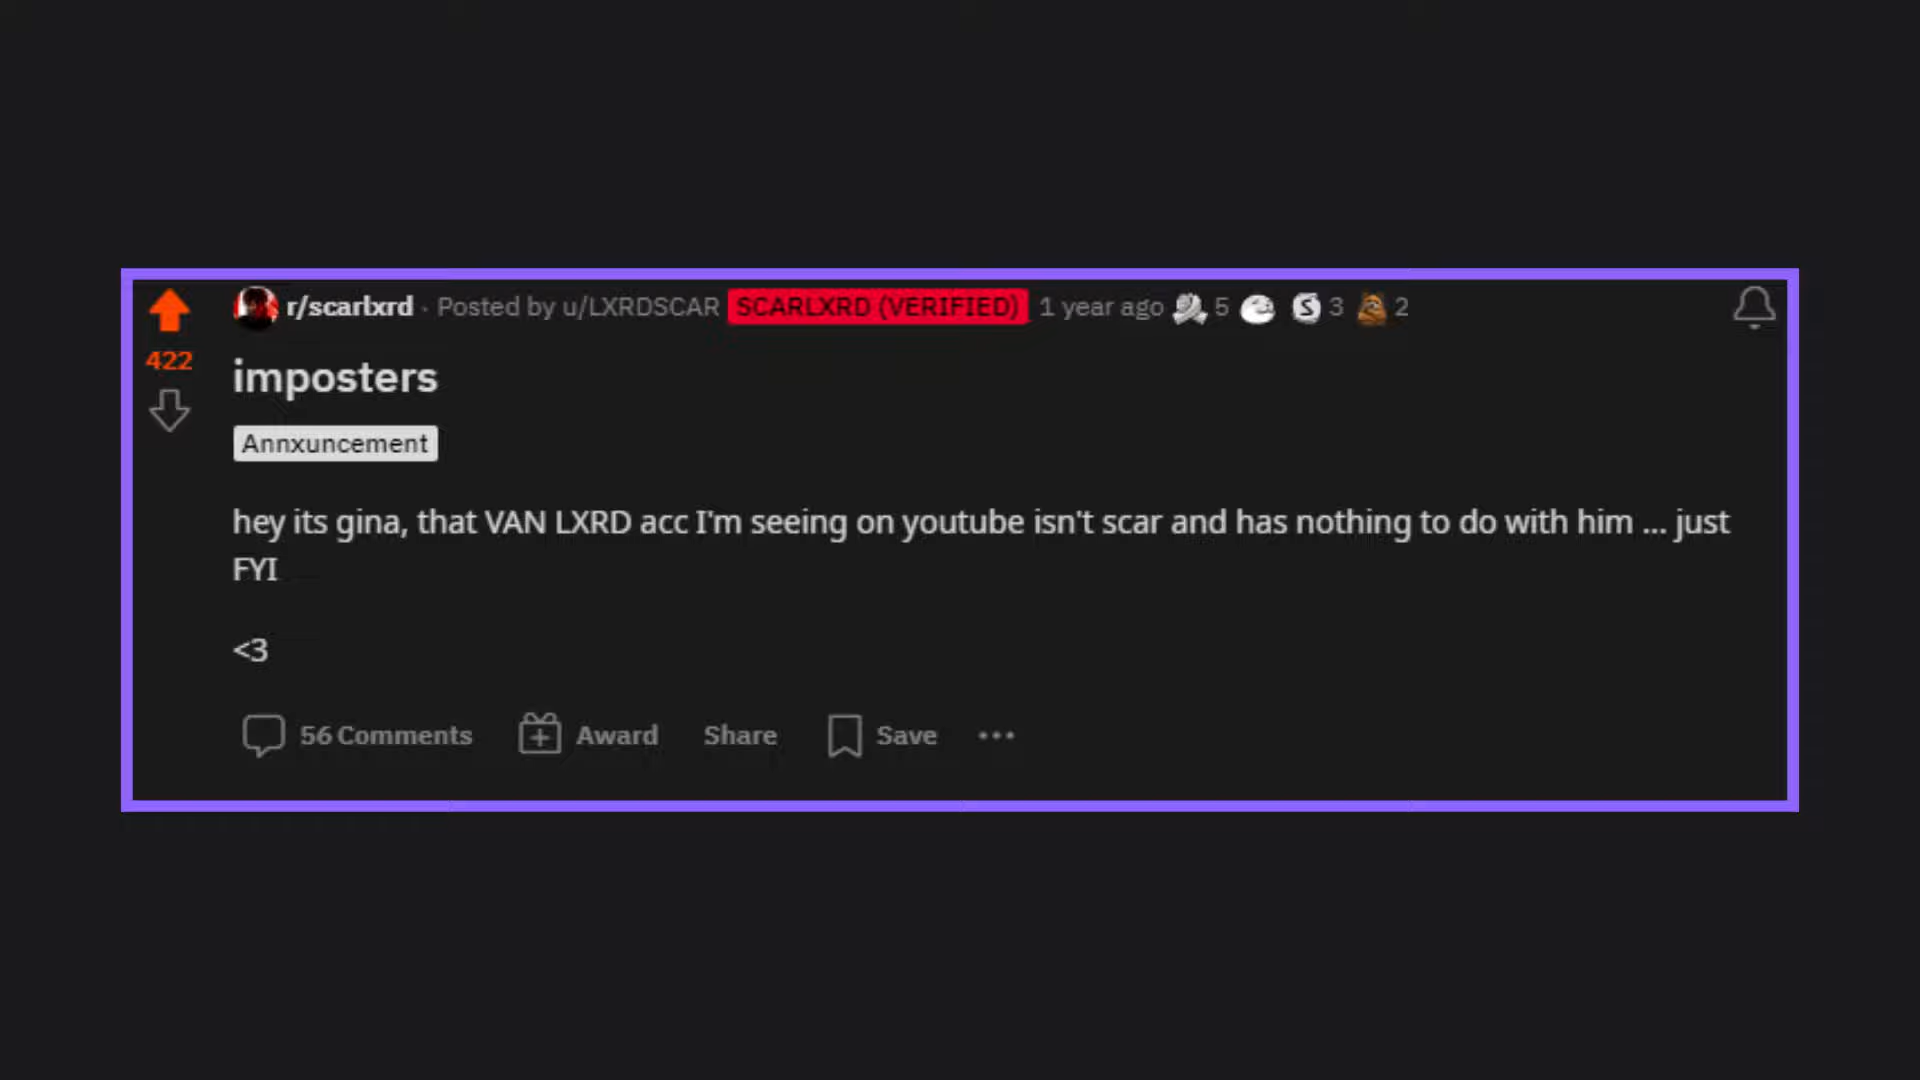 r/scarlxrd · Posted by u/LXRDSCAR SCARLXRD (VERIFIED) 1 year ago 5 S 3 2
422
imposters
Annxuncement
hey its gina, that VAN LXRD acc I'm seeing on youtube isn't scar and has nothing to do with him ... just
FYI
<3
56 Comments Award Share Save ...